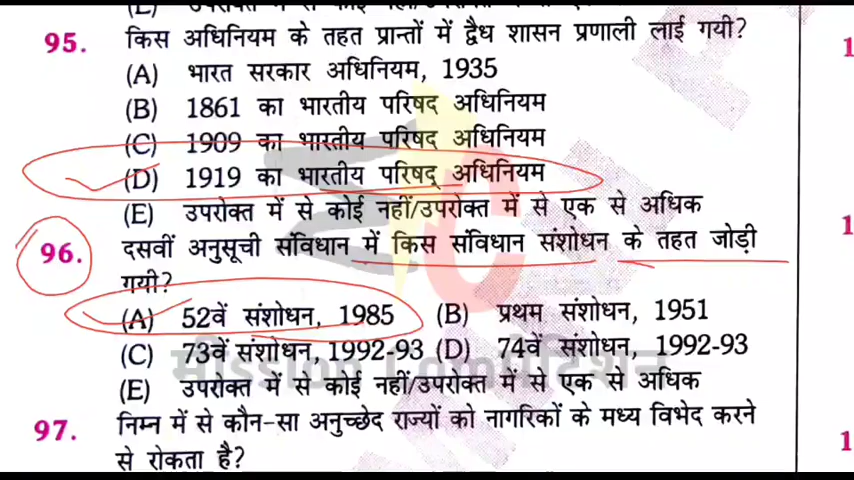 95. किस अधिनियम के तहत प्रान्तों में द्वैध शासन प्रणाली लाई गयी?
(A) भारत सरकार अधिनियम, 1935
(B) 1861 का भारतीय परिषद अधिनियम
(C) 1909 का भारतीय परिषद अधिनियम
(D) 1919 का भारतीय परिषद् अधिनियम
(E) उपरोक्त में से कोई नहीं/उपरोक्त में से एक से अधिक
96. दसवीं अनुसूची संविधान में किस संविधान संशोधन के तहत जोड़ी
गयी?
(A) 52वें संशोधन, 1985 (B) प्रथम संशोधन, 1951
(C) 73वें संशोधन, 1992-93 (D) 74वें संशोधन, 1992-93
(E) उपरोक्त में से कोई नहीं/उपरोक्त में से एक से अधिक
97. निम्न में से कौन-सा अनुच्छेद राज्यों को नागरिकों के मध्य विभेद करने
से रोकता है?